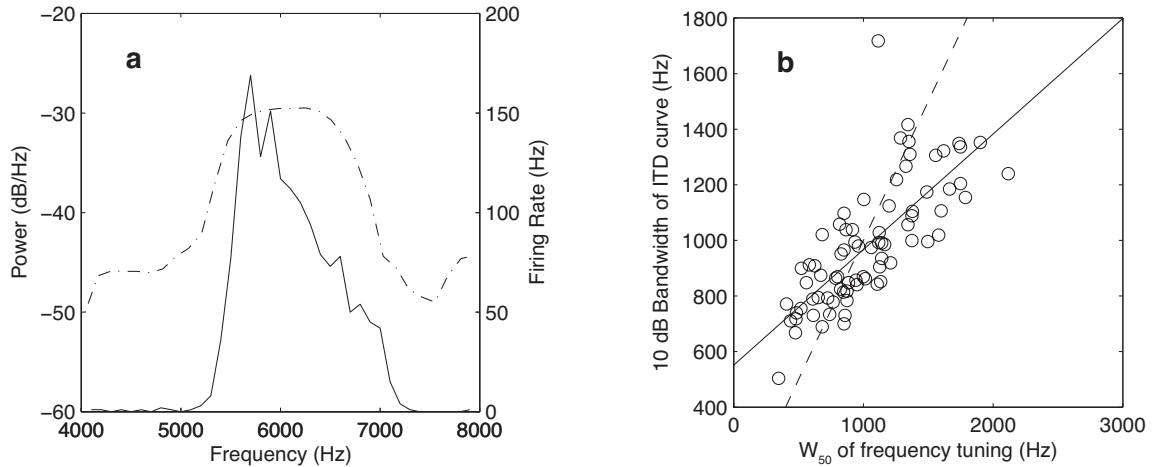 a
−20
−30
−40
−50
−60
Power (dB/Hz)
200
150
100
50
0
Firing Rate (Hz)
4000 5000 6000 7000 8000
Frequency (Hz)
b
1800
1600
1400
1200
1000
800
600
400
10 dB Bandwidth of ITD curve (Hz)
0 1000 2000 3000
W50 of frequency tuning (Hz)